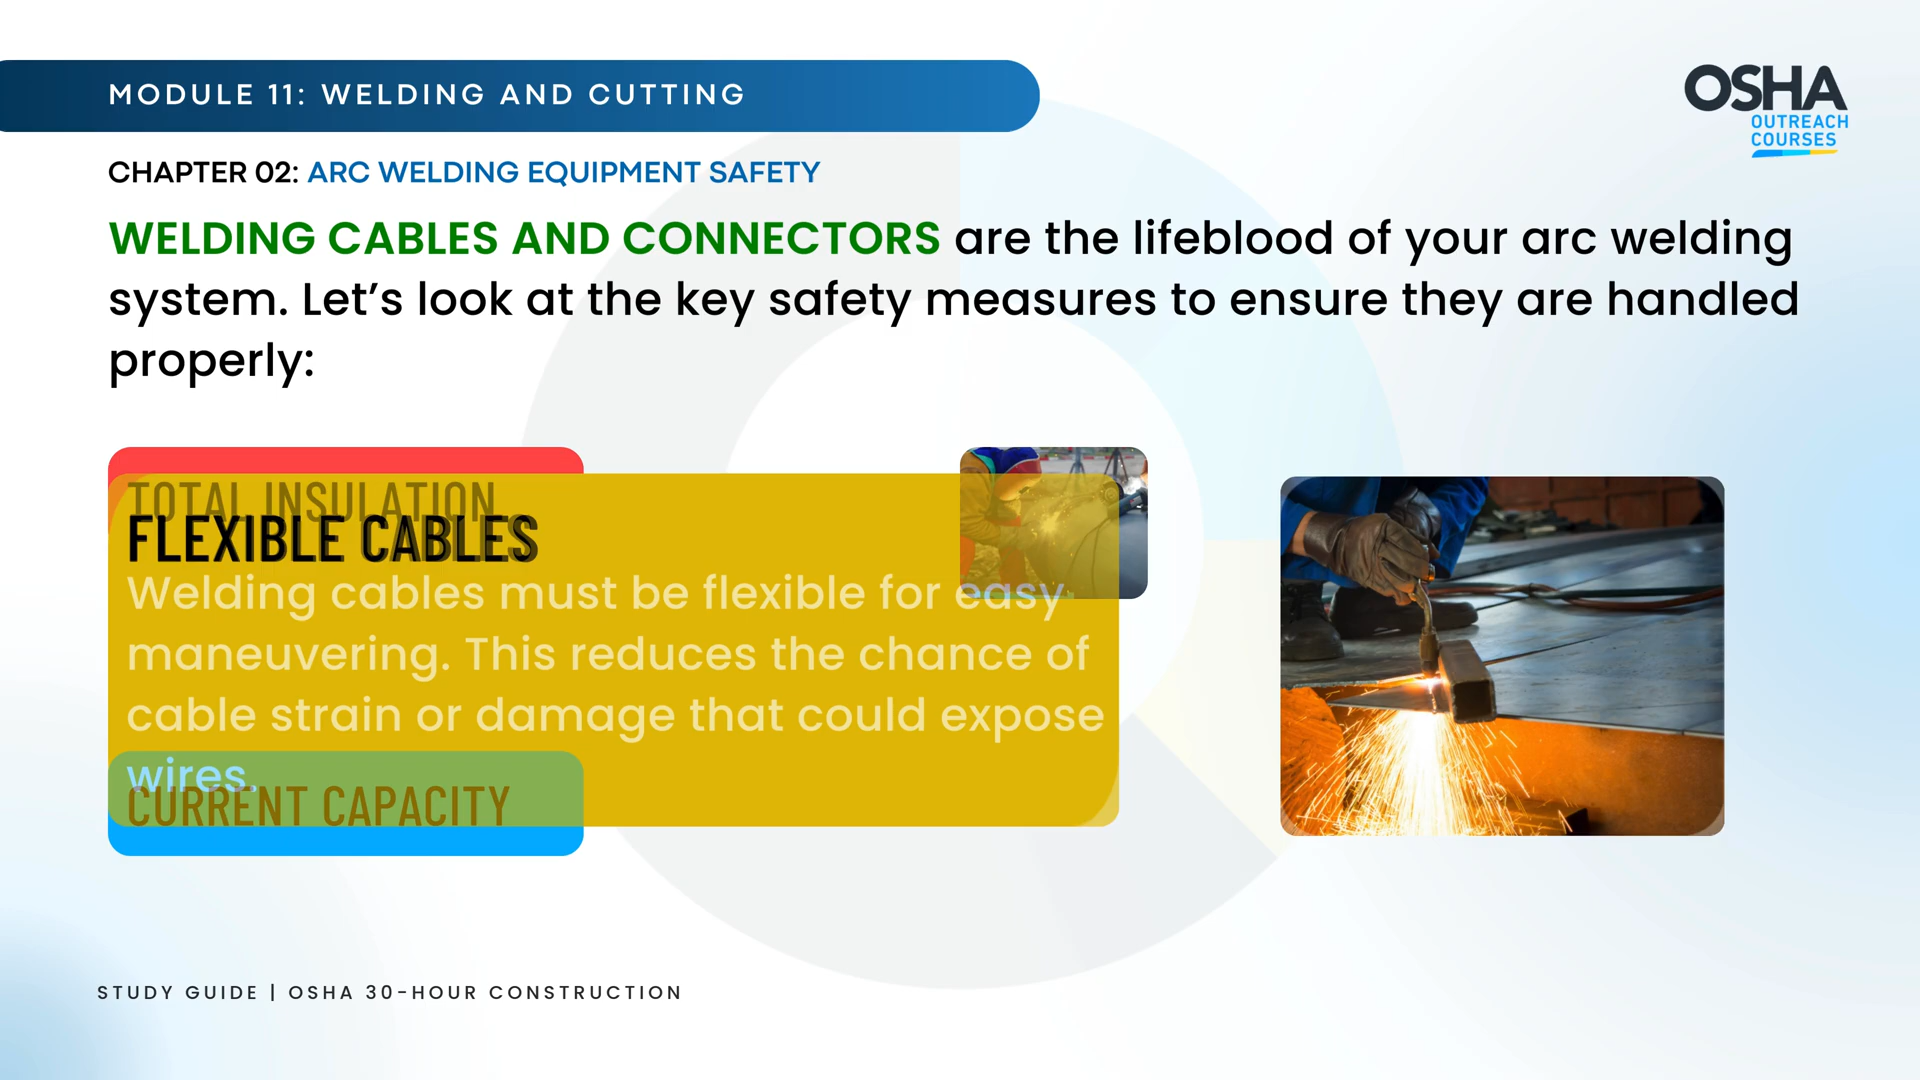 MODULE 11: WELDING AND CUTTING
OSHA
OUTREACH
COURSES
CHAPTER 02: ARC WELDING EQUIPMENT SAFETY
WELDING CABLES AND CONNECTORS are the lifeblood of your arc welding
system. Let’s look at the key safety measures to ensure they are handled
properly:
TOTAL INSULATION
FLEXIBLE CABLES
Welding cables must be flexible for easy
maneuvering. This reduces the chance of
cable strain or damage that could expose
wires.
CURRENT CAPACITY
STUDY GUIDE | OSHA 30-HOUR CONSTRUCTION